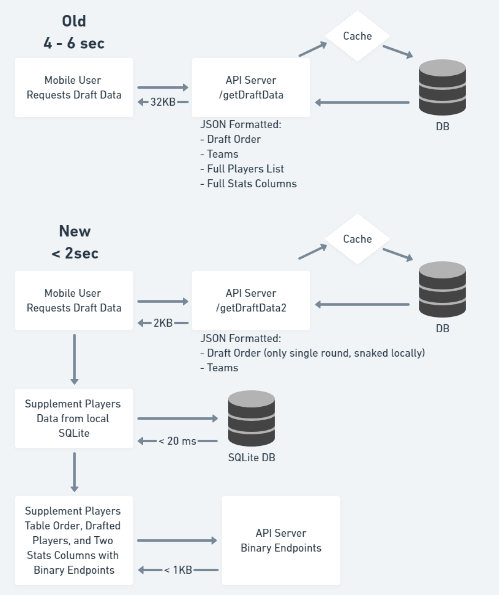 Old
4 - 6 sec
Cache
Mobile User
Requests Draft Data
32KB
API Server
/getDraftData
DB
JSON Formatted:
- Draft Order
- Teams
- Full Players List
- Full Stats Columns
New
< 2sec
Cache
Mobile User
Requests Draft Data
2KB
API Server
/getDraftData2
DB
JSON Formatted:
- Draft Order (only single round, snaked locally)
- Teams
Supplement Players
Data from local
SQLite
< 20 ms
SQLite DB
Supplement Players
Table Order, Drafted
Players, and Two
Stats Columns with
Binary Endpoints
< 1KB
API Server
Binary Endpoints